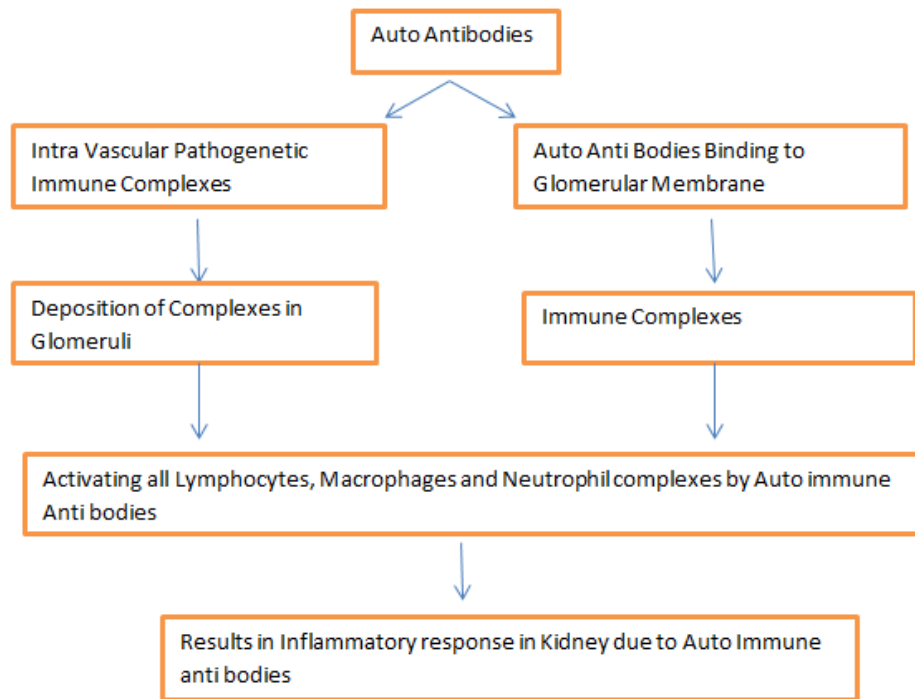 Auto Antibodies
Intra Vascular Pathogenetic
Immune Complexes
Auto Anti Bodies Binding to
Glomerular Membrane
Deposition of Complexes in
Glomeruli
Immune Complexes
Activating all Lymphocytes, Macrophages and Neutrophil complexes by Auto immune
Anti bodies
Results in Inflammatory response in Kidney due to Auto Immune
anti bodies